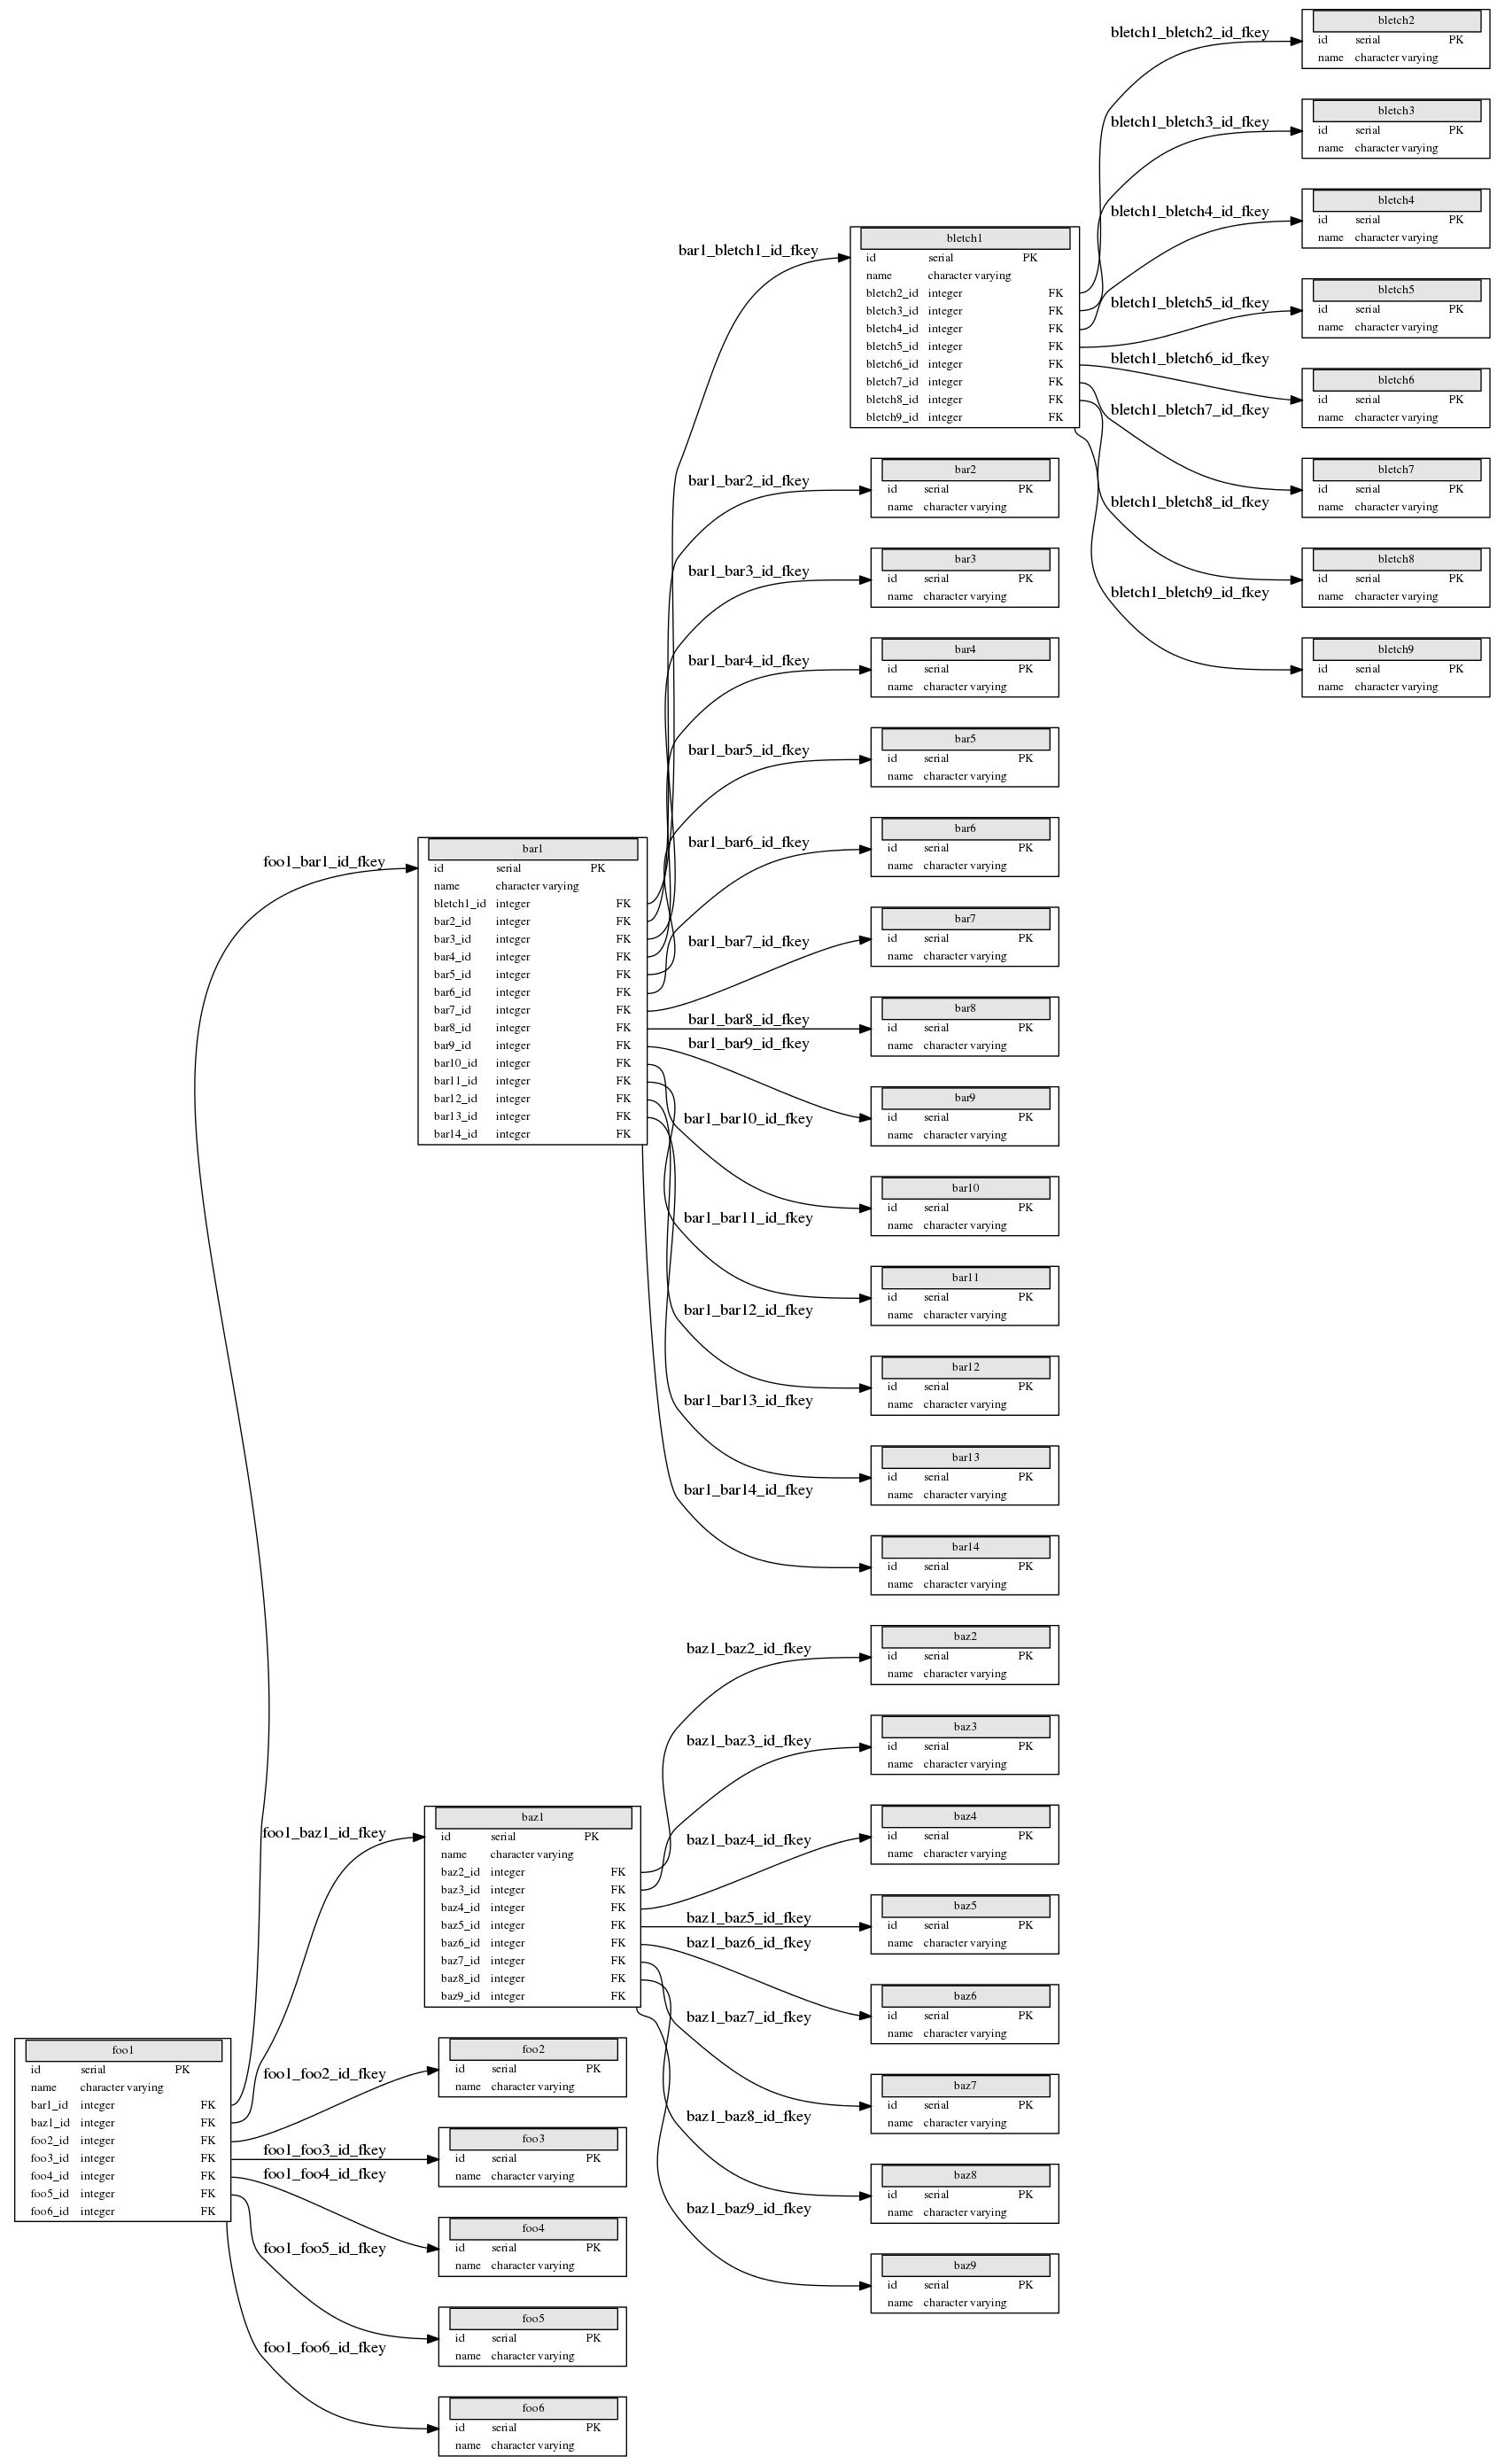 bletch2
id serial PK
name character varying
bletch1_bletch2_id_fkey
bletch3
id serial PK
name character varying
bletch1_bletch3_id_fkey
bletch4
id serial PK
name character varying
bletch1_bletch4_id_fkey
bletch5
id serial PK
name character varying
bletch1_bletch5_id_fkey
bletch6
id serial PK
name character varying
bletch1_bletch6_id_fkey
bletch7
id serial PK
name character varying
bletch1_bletch7_id_fkey
bletch8
id serial PK
name character varying
bletch1_bletch8_id_fkey
bletch9
id serial PK
name character varying
bletch1_bletch9_id_fkey
bar1_bletch1_id_fkey
bletch1
id serial PK
name character varying
bletch2_id integer FK
bletch3_id integer FK
bletch4_id integer FK
bletch5_id integer FK
bletch6_id integer FK
bletch7_id integer FK
bletch8_id integer FK
bletch9_id integer FK
bar1_bar2_id_fkey
bar2
id serial PK
name character varying
bar1_bar3_id_fkey
bar3
id serial PK
name character varying
bar1_bar4_id_fkey
bar4
id serial PK
name character varying
bar1_bar5_id_fkey
bar5
id serial PK
name character varying
bar1_bar6_id_fkey
bar6
id serial PK
name character varying
bar1_bar7_id_fkey
bar7
id serial PK
name character varying
bar1_bar8_id_fkey
bar8
id serial PK
name character varying
bar1_bar9_id_fkey
bar9
id serial PK
name character varying
bar1_bar10_id_fkey
bar10
id serial PK
name character varying
bar1_bar11_id_fkey
bar11
id serial PK
name character varying
bar1_bar12_id_fkey
bar12
id serial PK
name character varying
bar1_bar13_id_fkey
bar13
id serial PK
name character varying
bar1_bar14_id_fkey
bar14
id serial PK
name character varying
foo1_bar1_id_fkey
bar1
id serial PK
name character varying
bletch1_id integer FK
bar2_id integer FK
bar3_id integer FK
bar4_id integer FK
bar5_id integer FK
bar6_id integer FK
bar7_id integer FK
bar8_id integer FK
bar9_id integer FK
bar10_id integer FK
bar11_id integer FK
bar12_id integer FK
bar13_id integer FK
bar14_id integer FK
baz1_baz2_id_fkey
baz2
id serial PK
name character varying
baz1_baz3_id_fkey
baz3
id serial PK
name character varying
baz1_baz4_id_fkey
baz4
id serial PK
name character varying
baz1_baz5_id_fkey
baz5
id serial PK
name character varying
baz1_baz6_id_fkey
baz6
id serial PK
name character varying
baz1_baz7_id_fkey
baz7
id serial PK
name character varying
baz1_baz8_id_fkey
baz8
id serial PK
name character varying
baz1_baz9_id_fkey
baz9
id serial PK
name character varying
foo1_baz1_id_fkey
baz1
id serial PK
name character varying
baz2_id integer FK
baz3_id integer FK
baz4_id integer FK
baz5_id integer FK
baz6_id integer FK
baz7_id integer FK
baz8_id integer FK
baz9_id integer FK
foo1
id serial PK
name character varying
bar1_id integer FK
baz1_id integer FK
foo2_id integer FK
foo3_id integer FK
foo4_id integer FK
foo5_id integer FK
foo6_id integer FK
foo1_foo2_id_fkey
foo2
id serial PK
name character varying
foo1_foo3_id_fkey
foo3
id serial PK
name character varying
foo1_foo4_id_fkey
foo4
id serial PK
name character varying
foo1_foo5_id_fkey
foo5
id serial PK
name character varying
foo1_foo6_id_fkey
foo6
id serial PK
name character varying